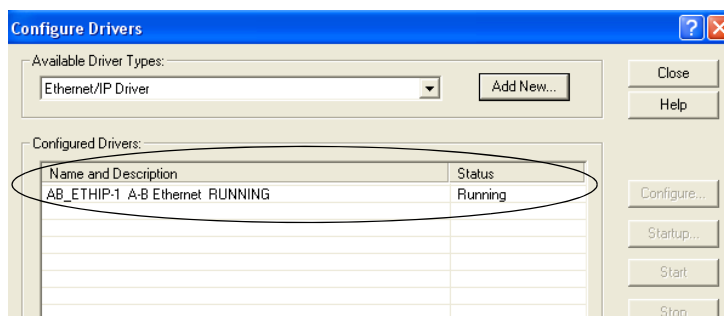 Configure Drivers
Available Driver Types:
Ethernet/IP Driver
Add New...
Close
Help
Configured Drivers:
Name and Description Status
AB_ETHIP-1 A-B Ethernet RUNNING Running
Configure...
Startup...
Start
Stop